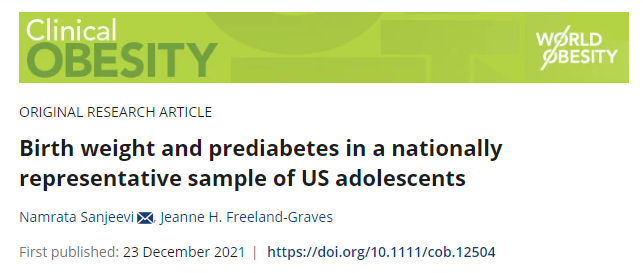 Clinical
OBESITY
WORLD
OBESITY
ORIGINAL RESEARCH ARTICLE
Birth weight and prediabetes in a nationally
representative sample of US adolescents
Namrata Sanjeevi, Jeanne H. Freeland-Graves
First published: 23 December 2021 | https://doi.org/10.1111/cob.12504